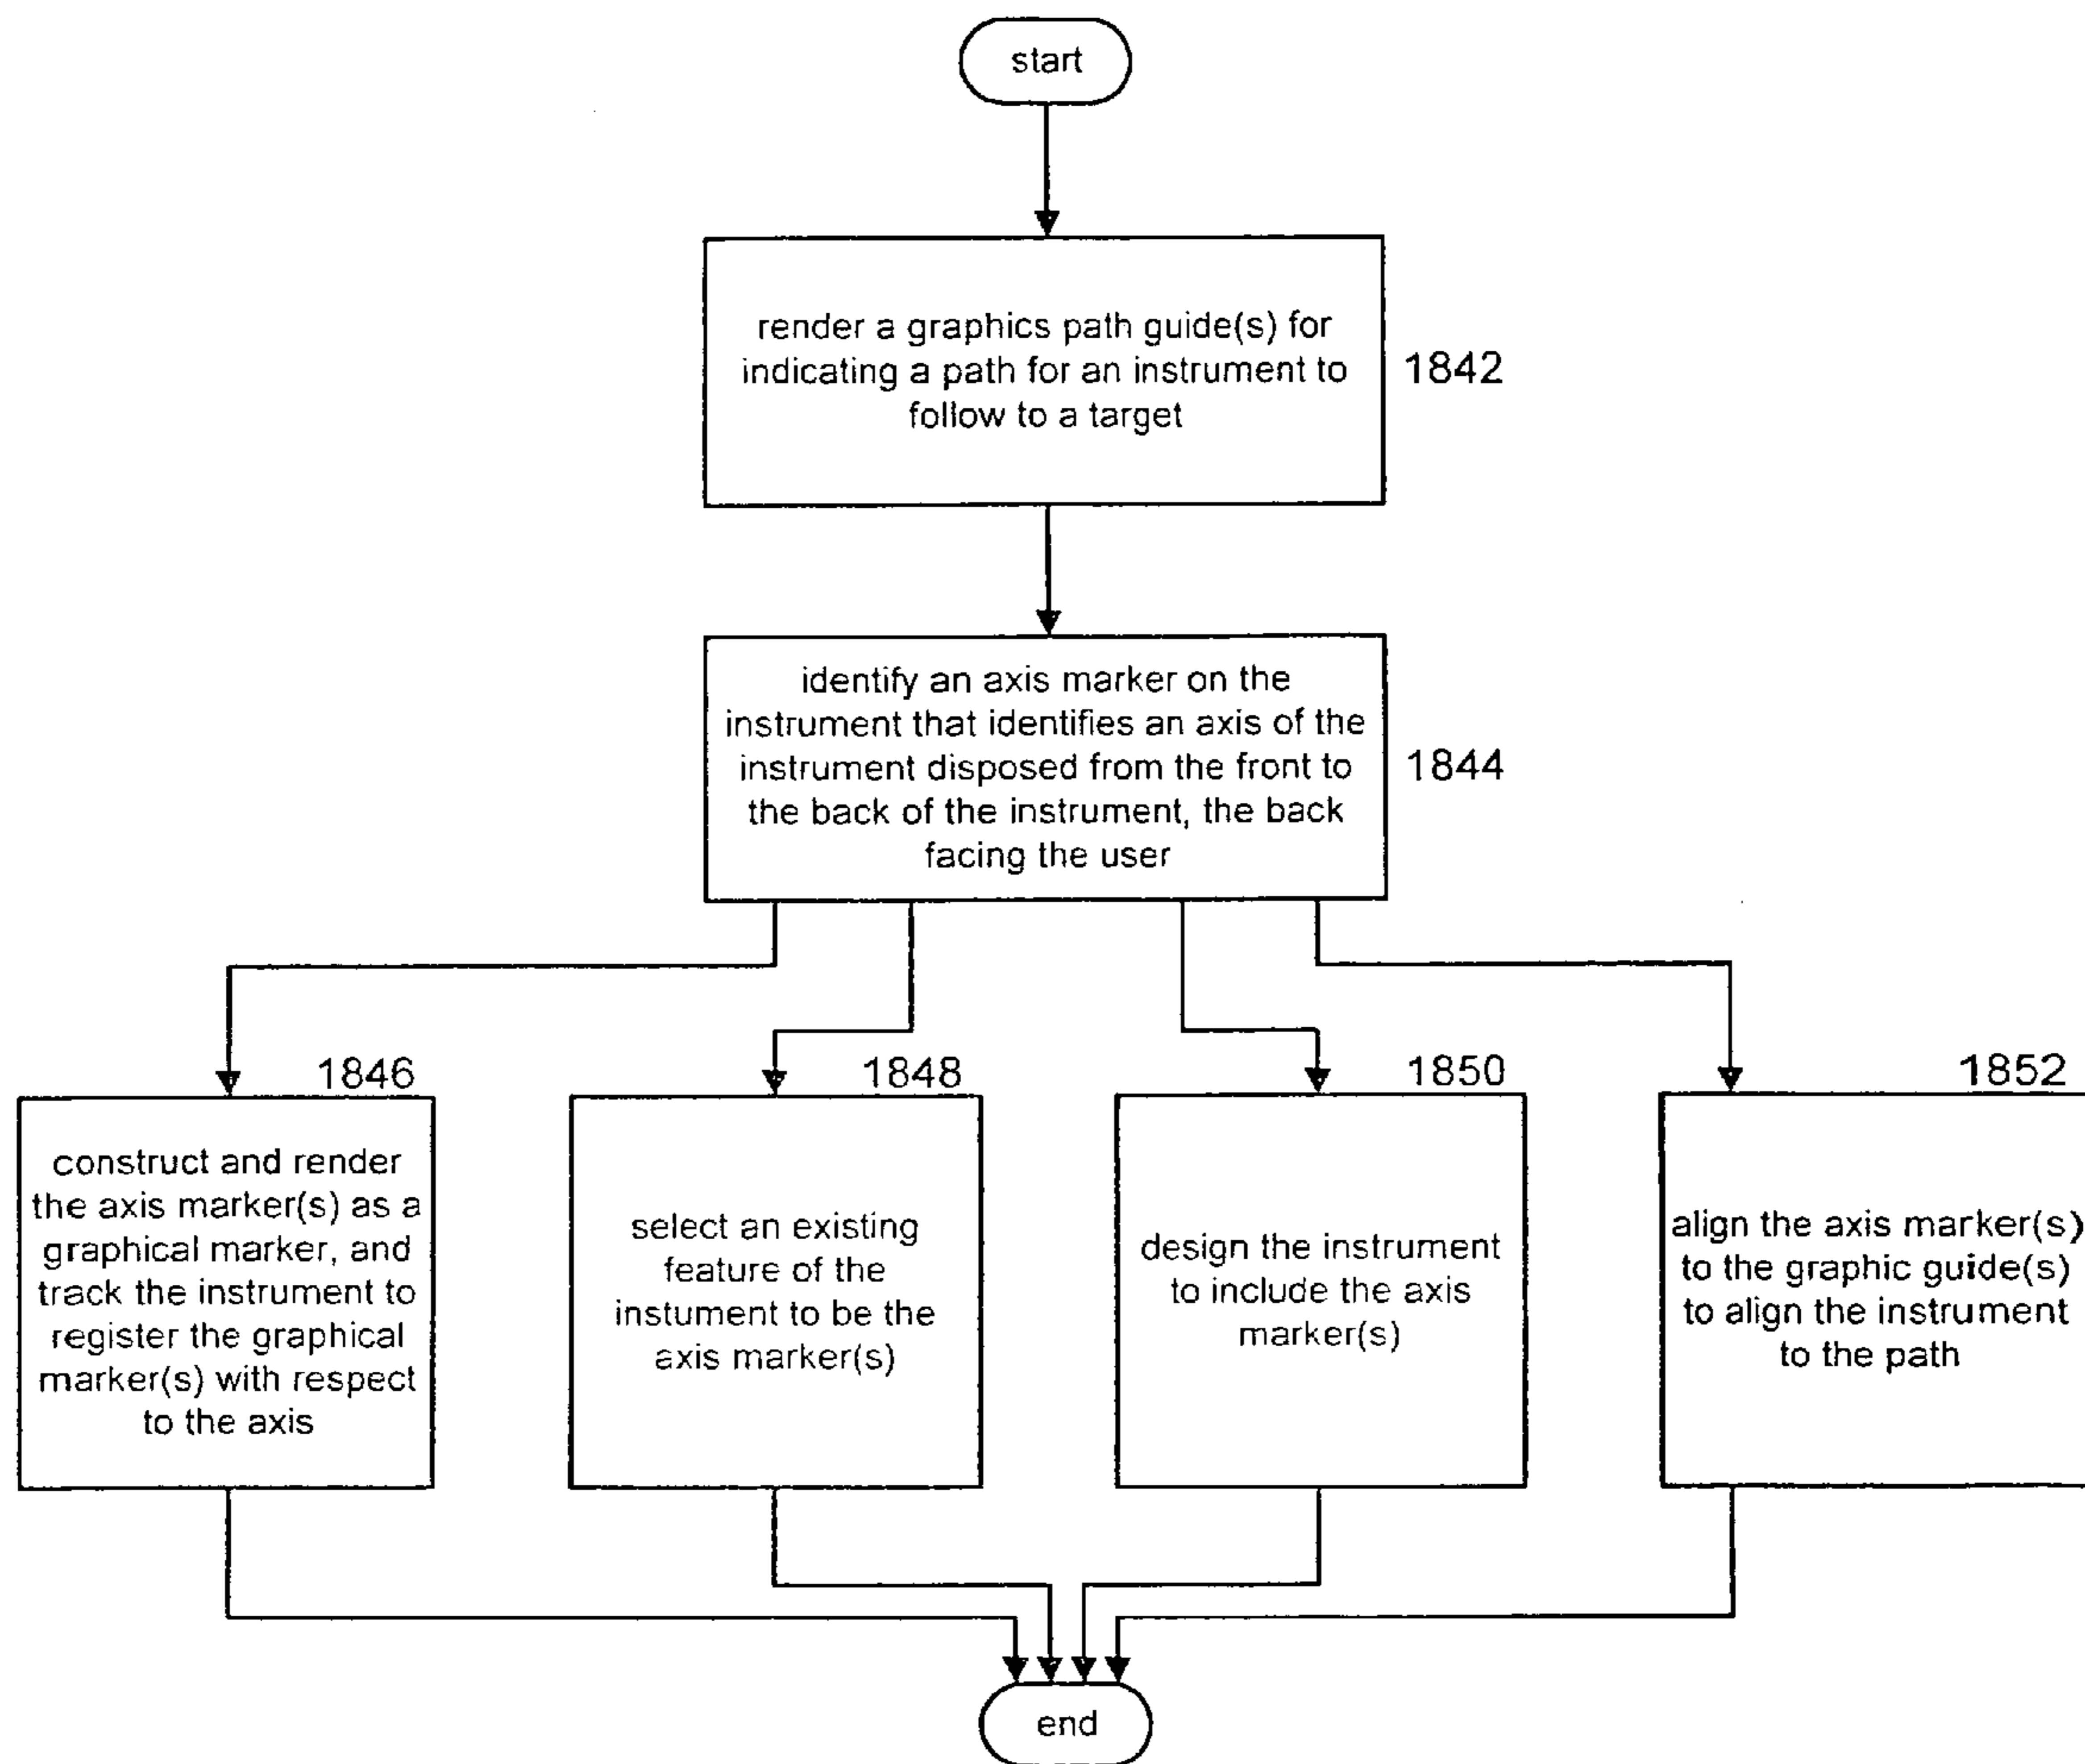 start
render a graphics path guide(s) for
indicating a path for an instrument to
follow to a target
1842
identify an axis marker on the
instrument that identifies an axis of the
instrument disposed from the front to
the back of the instrument, the back
facing the user
1844
1846
construct and render
the axis marker(s) as a
graphical marker, and
track the instrument to
register the graphical
marker(s) with respect
to the axis
1848
select an existing
feature of the
instument to be the
axis marker(s)
1850
design the instrument
to include the axis
marker(s)
1852
align the axis marker(s)
to the graphic guide(s)
to align the instrument
to the path
end